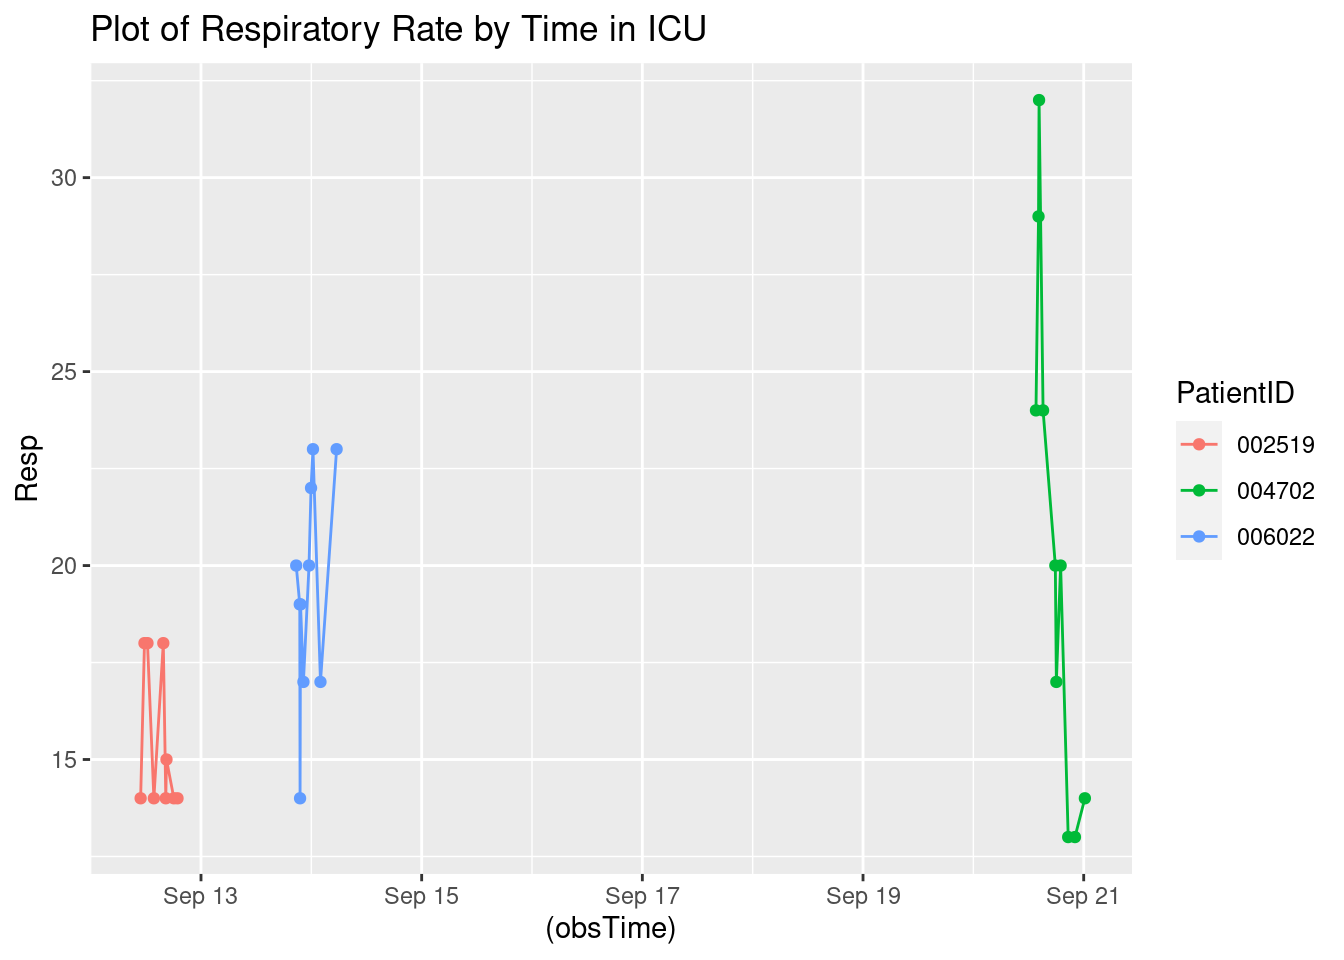 Plot of Respiratory Rate by Time in ICU
Resp
30
25
20
15
Sep 13 Sep 15 Sep 17 Sep 19 Sep 21
(obsTime)
PatientID
002519
004702
006022